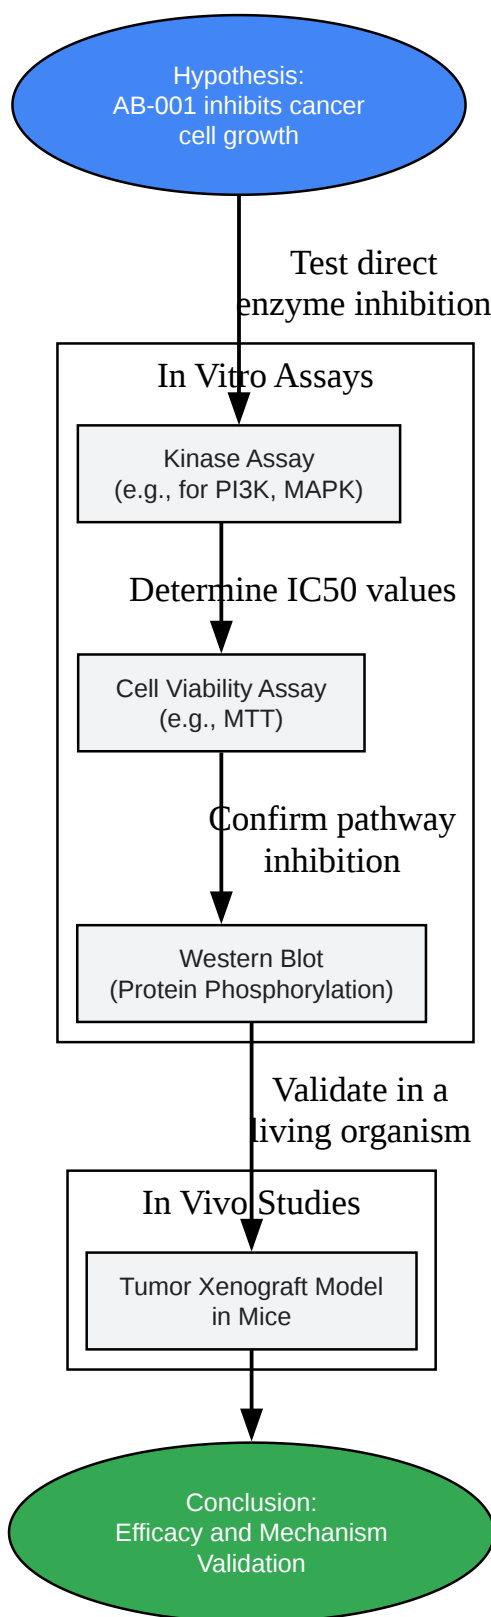 Hypothesis:
AB-001 inhibits cancer
cell growth
Test direct
enzyme inhibition
In Vitro Assays
Kinase Assay
(e.g., for PI3K, MAPK)
Determine IC50 values
Cell Viability Assay
(e.g., MTT)
Confirm pathway
inhibition
Western Blot
(Protein Phosphorylation)
Validate in a
living organism
In Vivo Studies
Tumor Xenograft Model
in Mice
Conclusion:
Efficacy and Mechanism
Validation